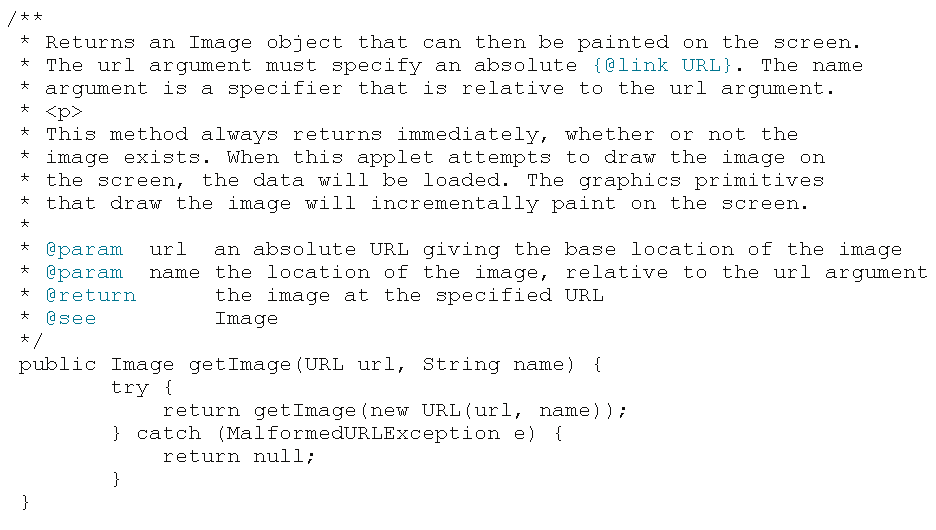 /**
 * Returns an Image object that can then be painted on the screen.
 * The url argument must specify an absolute {@link URL}. The name
 * argument is a specifier that is relative to the url argument.
 * <p>
 * This method always returns immediately, whether or not the
 * image exists. When this applet attempts to draw the image on
 * the screen, the data will be loaded. The graphics primitives
 * that draw the image will incrementally paint on the screen.
 *
 * @param  url  an absolute URL giving the base location of the image
 * @param  name the location of the image, relative to the url argument
 * @return      the image at the specified URL
 * @see         Image
 */
 public Image getImage(URL url, String name) {
        try {
            return getImage(new URL(url, name));
        } catch (MalformedURLException e) {
            return null;
        }
 }